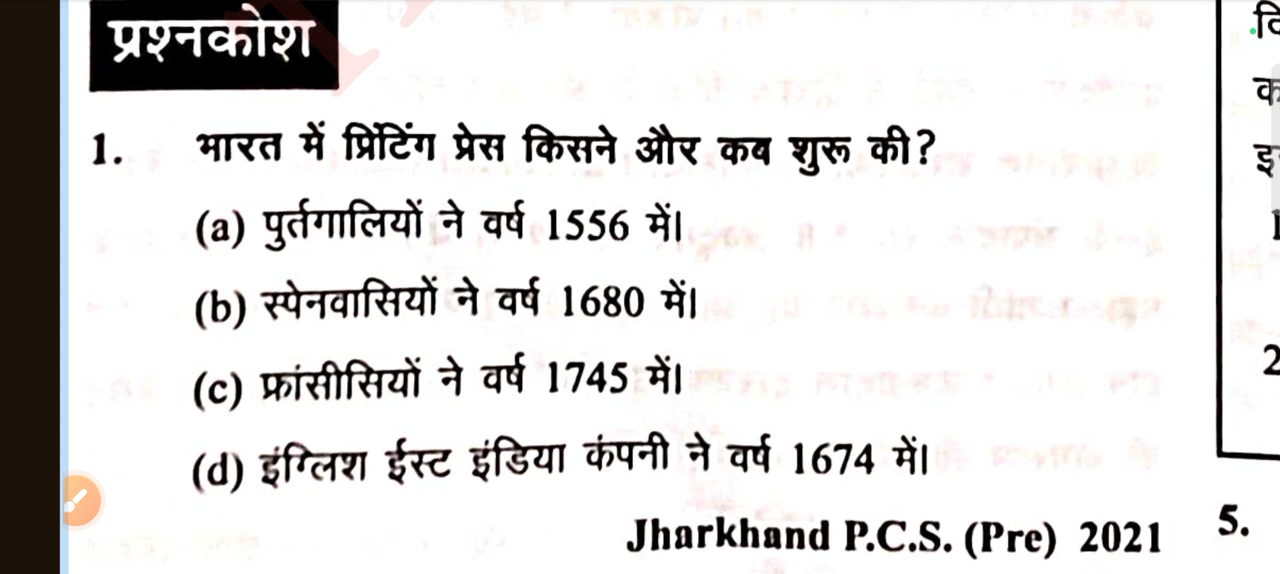 प्रश्नकोश
1. भारत में प्रिंटिंग प्रेस किसने और कब शुरू की?
(a) पुर्तगालियों ने वर्ष 1556 में।
(b) स्पेनवासियों ने वर्ष 1680 में।
(c) फ्रांसीसियों ने वर्ष 1745 में।
(d) इंग्लिश ईस्ट इंडिया कंपनी ने वर्ष 1674 में।
Jharkhand P.C.S. (Pre) 2021
5.